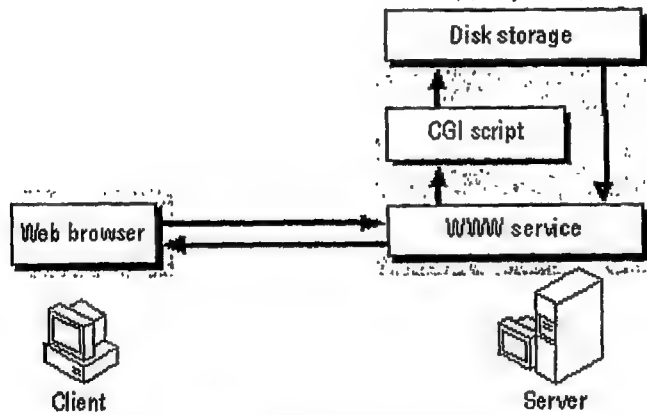 Disk storage
CGI script
Web browser
WWW service
Client
Server